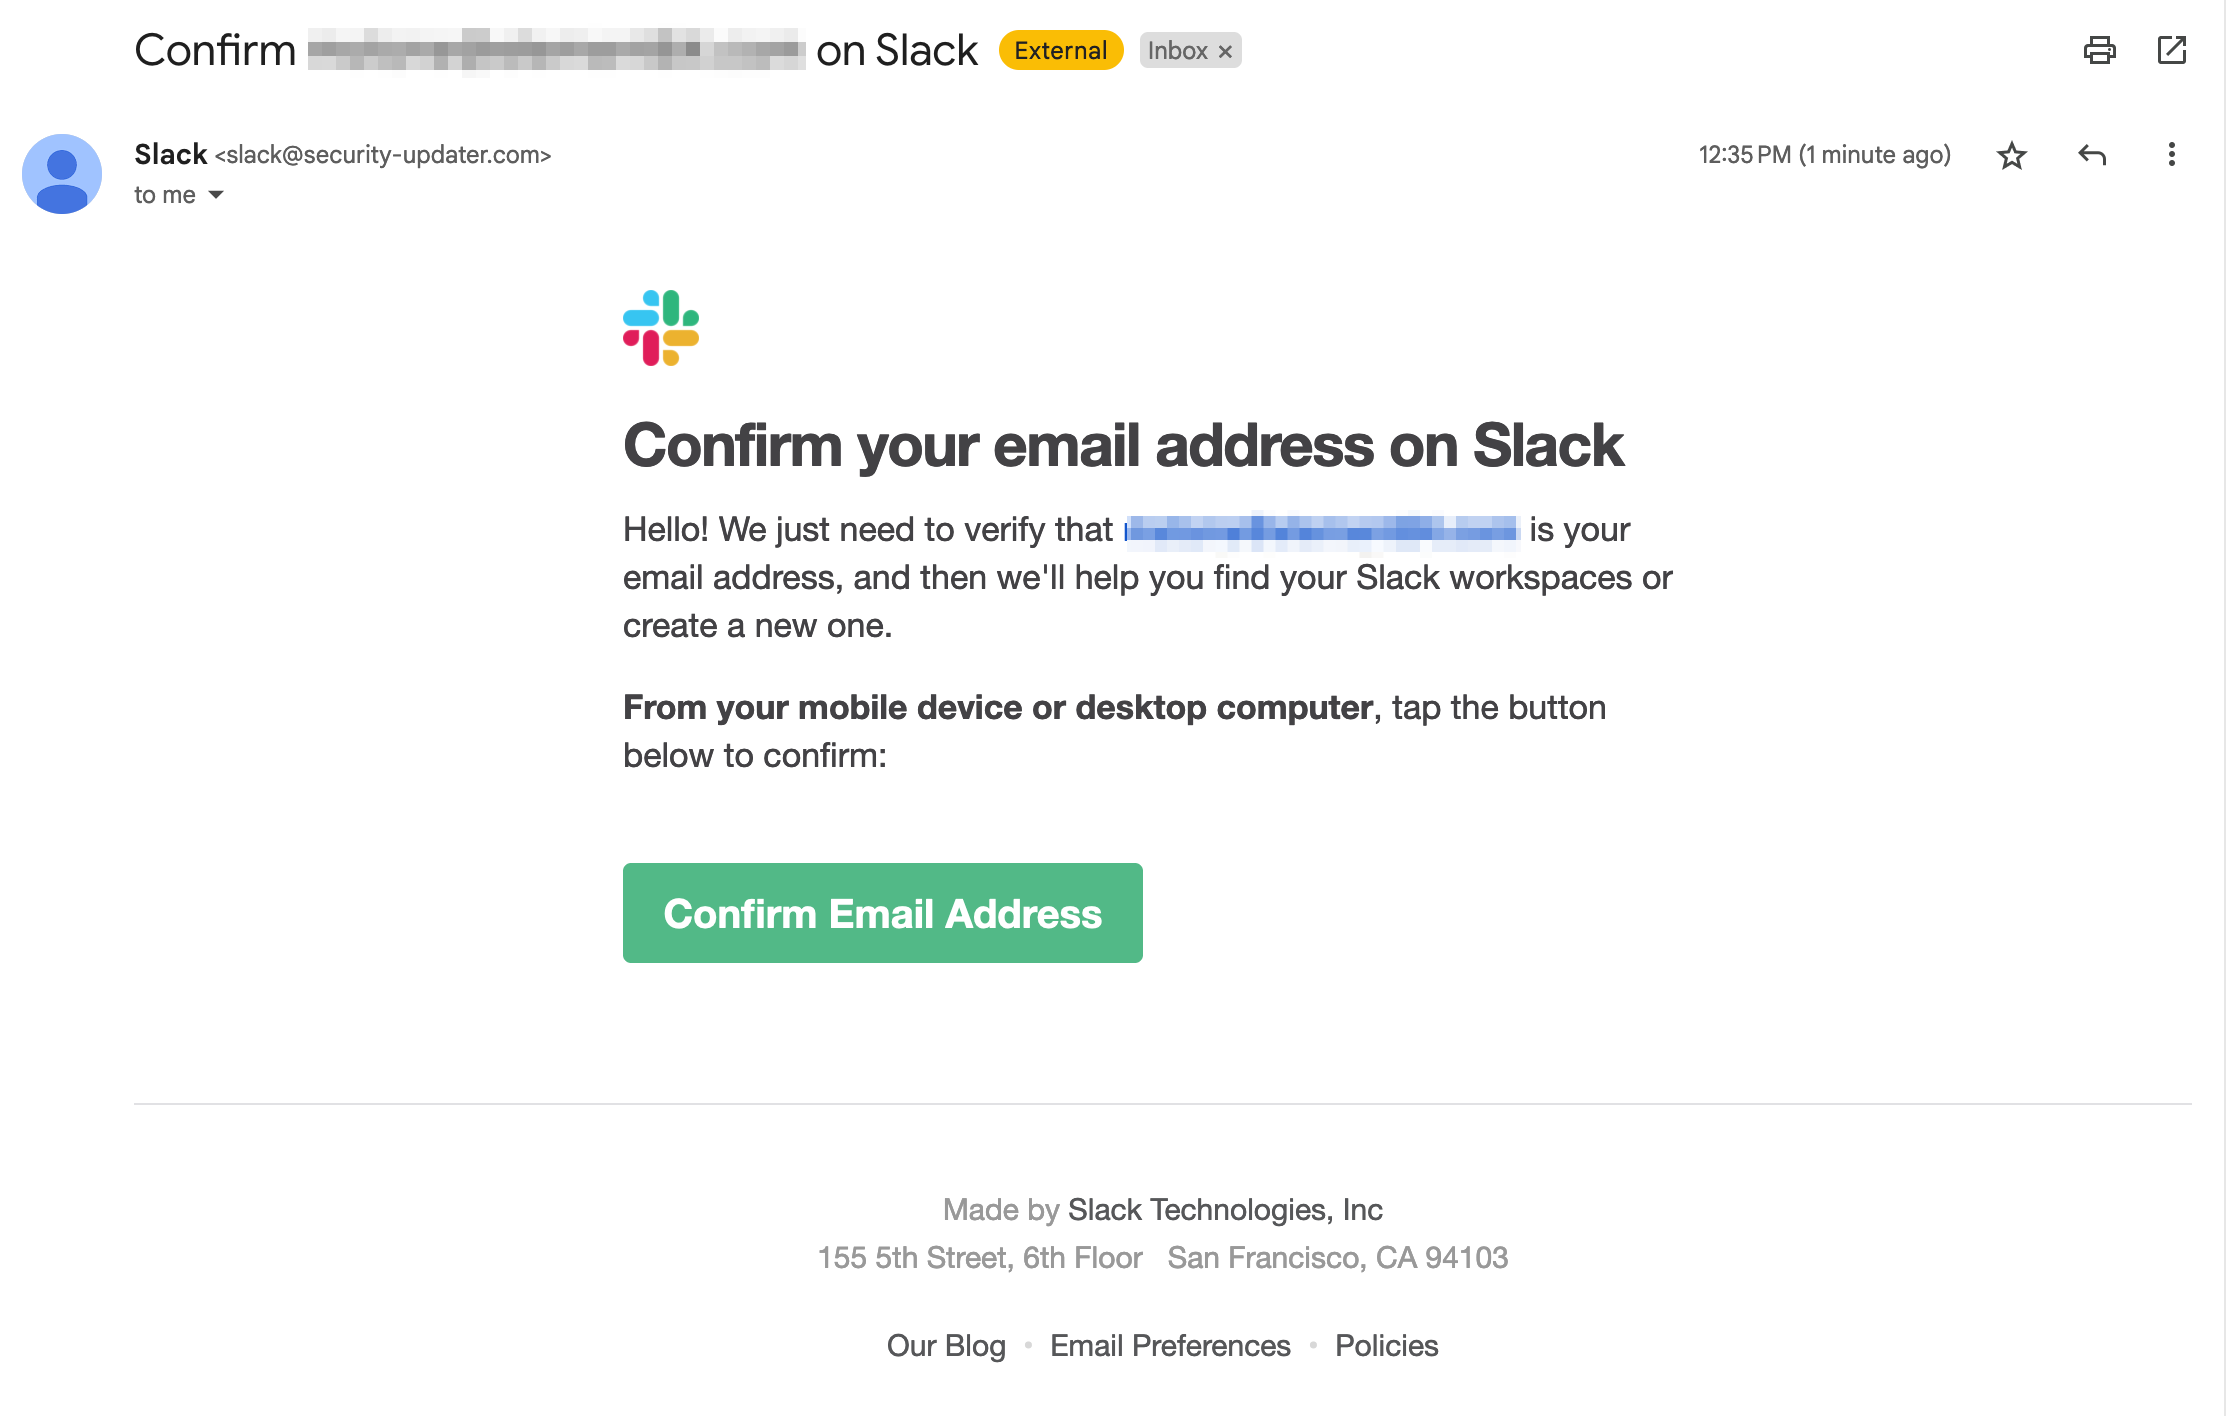 Confirm on Slack External Inbox ×
Slack <slack@security-updater.com> 12:35 PM (1 minute ago)
to me
Confirm your email address on Slack
Hello! We just need to verify that is your
email address, and then we'll help you find your Slack workspaces or
create a new one.
From your mobile device or desktop computer, tap the button
below to confirm:
Confirm Email Address
Made by Slack Technologies, Inc
155 5th Street, 6th Floor San Francisco, CA 94103
Our Blog • Email Preferences • Policies